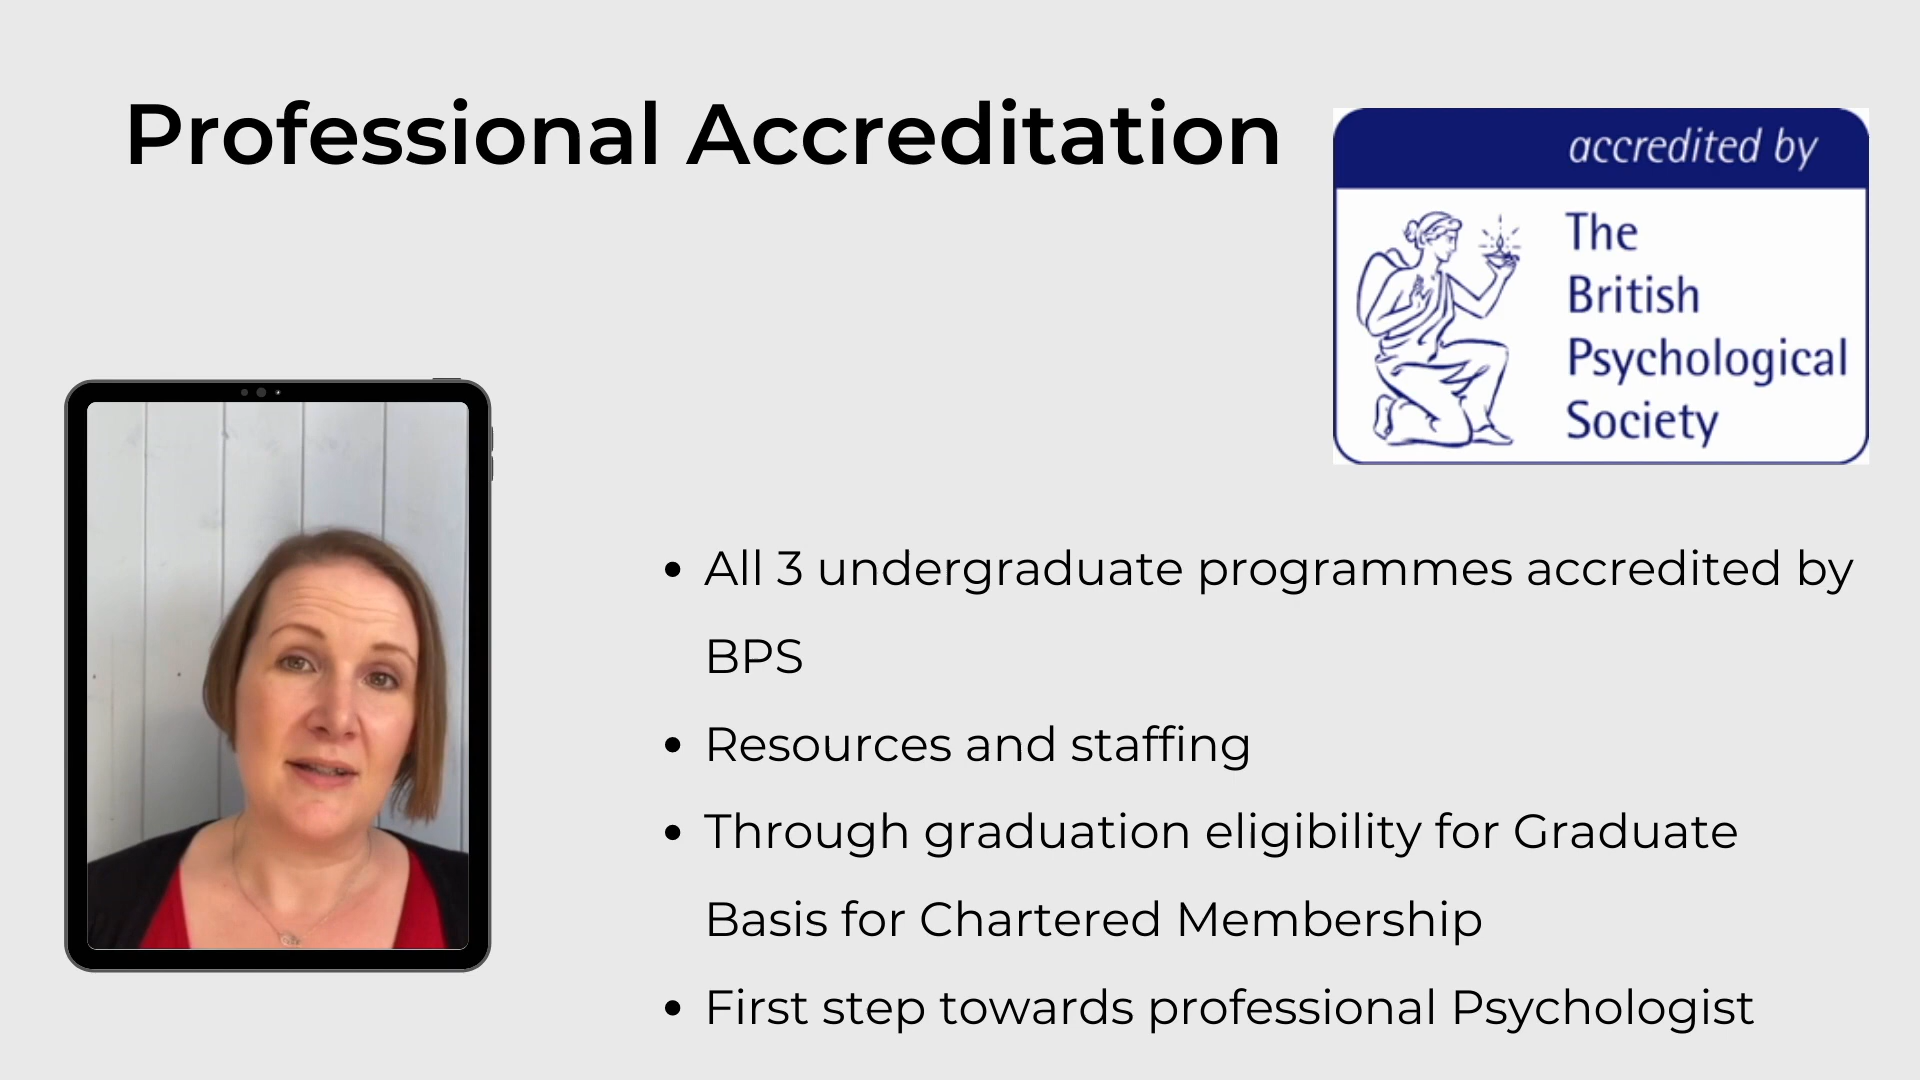 Professional Accreditation
accredited by
The
British
Psychological
Society
• All 3 undergraduate programmes accredited by
BPS
• Resources and staffing
• Through graduation eligibility for Graduate
Basis for Chartered Membership
• First step towards professional Psychologist